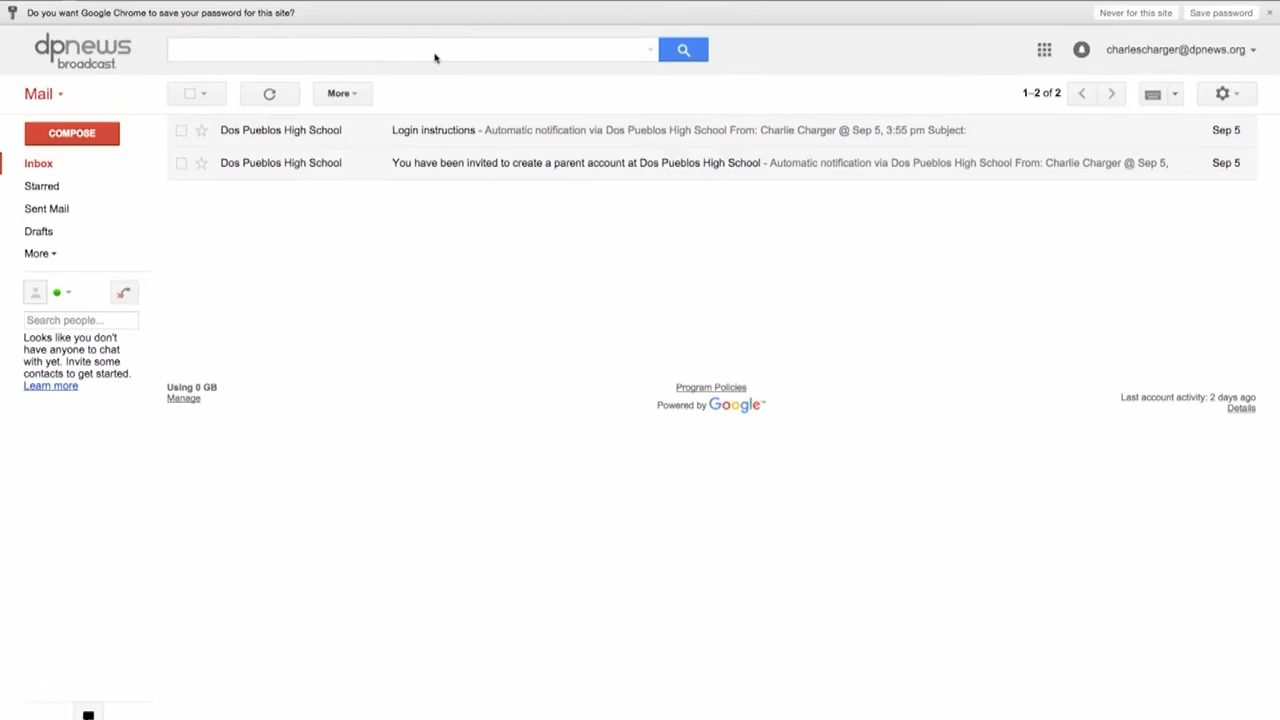 Do you want Google Chrome to save your password for this site?
Never for this site
Save password
dpnews
broadcast
charlescharger@dpnews.org
Mail
More
1–2 of 2
COMPOSE
Dos Pueblos High School Login instructions - Automatic notification via Dos Pueblos High School From: Charlie Charger @ Sep 5, 3:55 pm Subject: Sep 5
Inbox
Dos Pueblos High School You have been invited to create a parent account at Dos Pueblos High School - Automatic notification via Dos Pueblos High School From: Charlie Charger @ Sep 5, Sep 5
Starred
Sent Mail
Drafts
More
Search people...
Looks like you don't
have anyone to chat
with yet. Invite some
contacts to get started.
Learn more
Using 0 GB
Manage
Program Policies
Powered by Google™
Last account activity: 2 days ago
Details